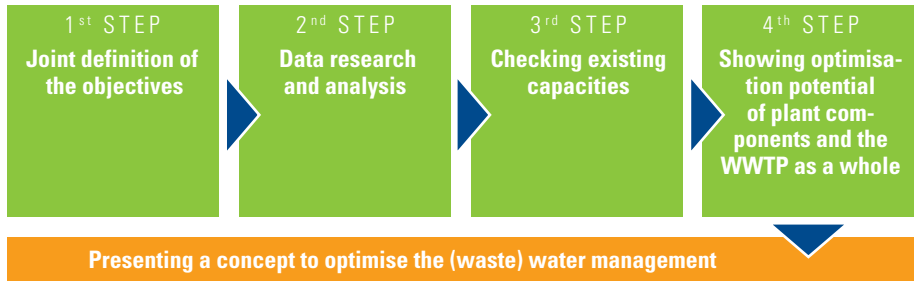 1st STEP
Joint definition of
the objectives
2nd STEP
Data research
and analysis
3rd STEP
Checking existing
capacities
4th STEP
Showing optimisa-
tion potential
of plant com-
ponents and the
WWTP as a whole
Presenting a concept to optimise the (waste) water management